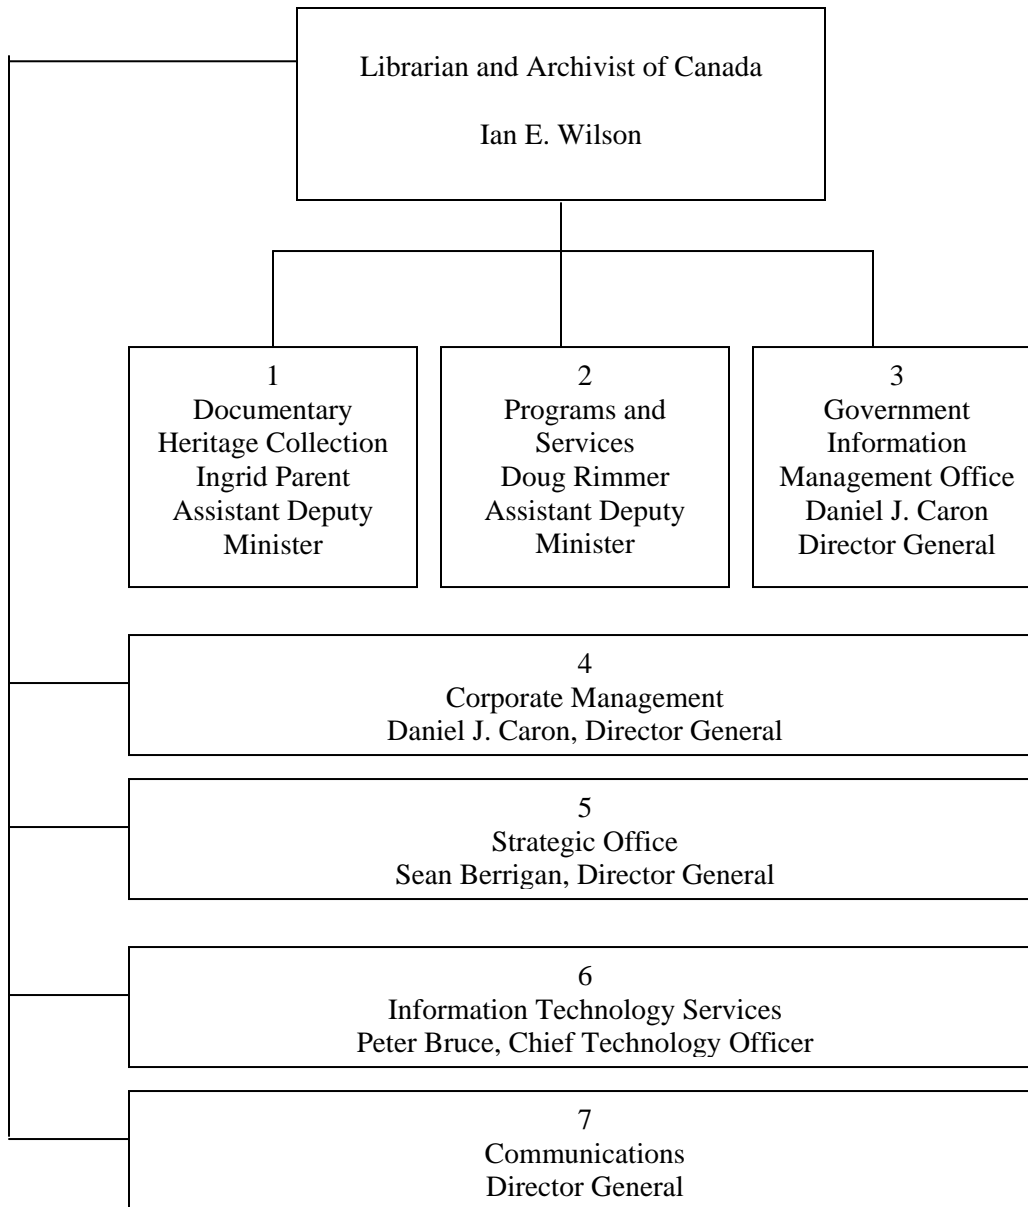 Librarian and Archivist of Canada
Ian E. Wilson
1
Documentary
Heritage Collection
Ingrid Parent
Assistant Deputy
Minister
2
Programs and
Services
Doug Rimmer
Assistant Deputy
Minister
3
Government
Information
Management Office
Daniel J. Caron
Director General
4
Corporate Management
Daniel J. Caron, Director General
5
Strategic Office
Sean Berrigan, Director General
6
Information Technology Services
Peter Bruce, Chief Technology Officer
7
Communications
Director General